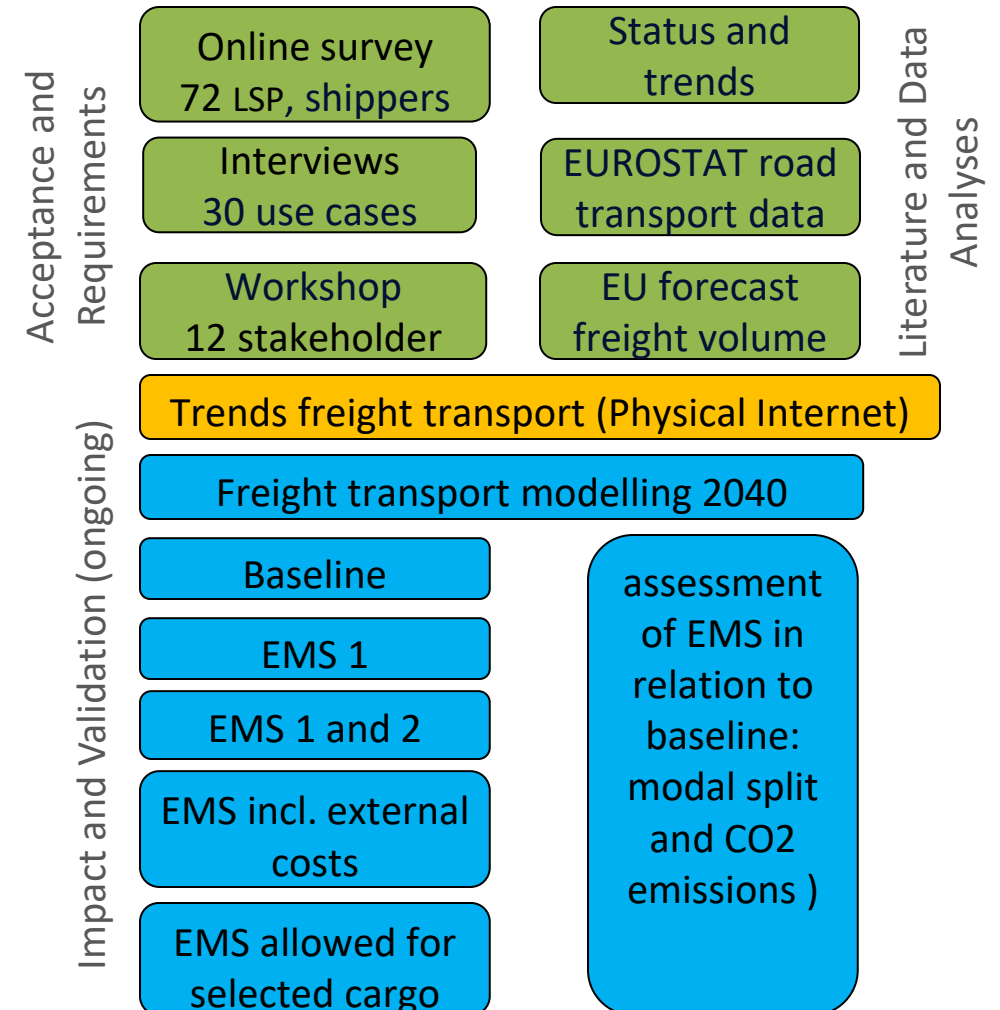 Acceptance and
Requirements
Online survey
72 LSP, shippers
Interviews
30 use cases
Workshop
12 stakeholder
Status and
trends
EUROSTAT road
transport data
EU forecast
freight volume
Literature and Data
Analyses
Trends freight transport (Physical Internet)
Impact and Validation (ongoing)
Freight transport modelling 2040
Baseline
EMS 1
EMS 1 and 2
EMS incl. external
costs
EMS allowed for
selected cargo
assessment
of EMS in
relation to
baseline:
modal split
and CO2
emissions )